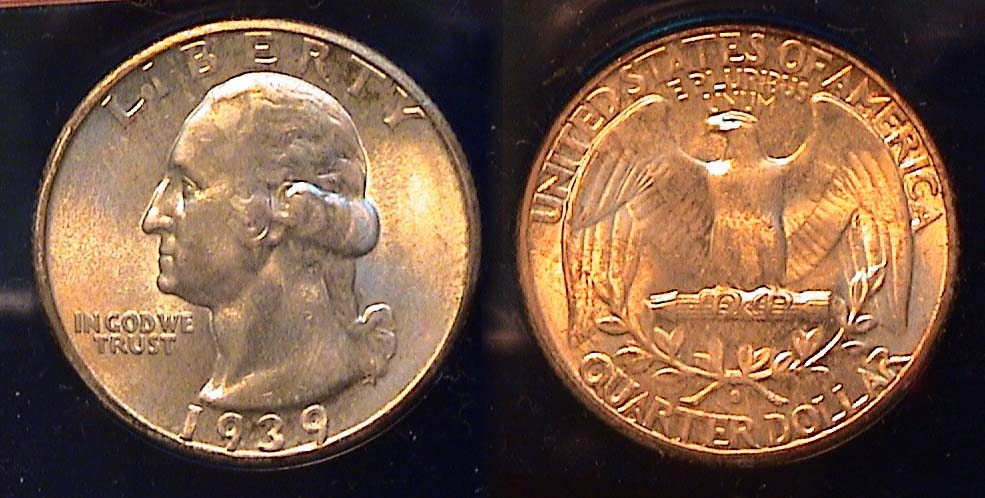 LIBERTY
IN GOD WE
TRUST
1939
UNITED STATES OF AMERICA
E PLURIBUS
UNUM
QUARTER DOLLAR